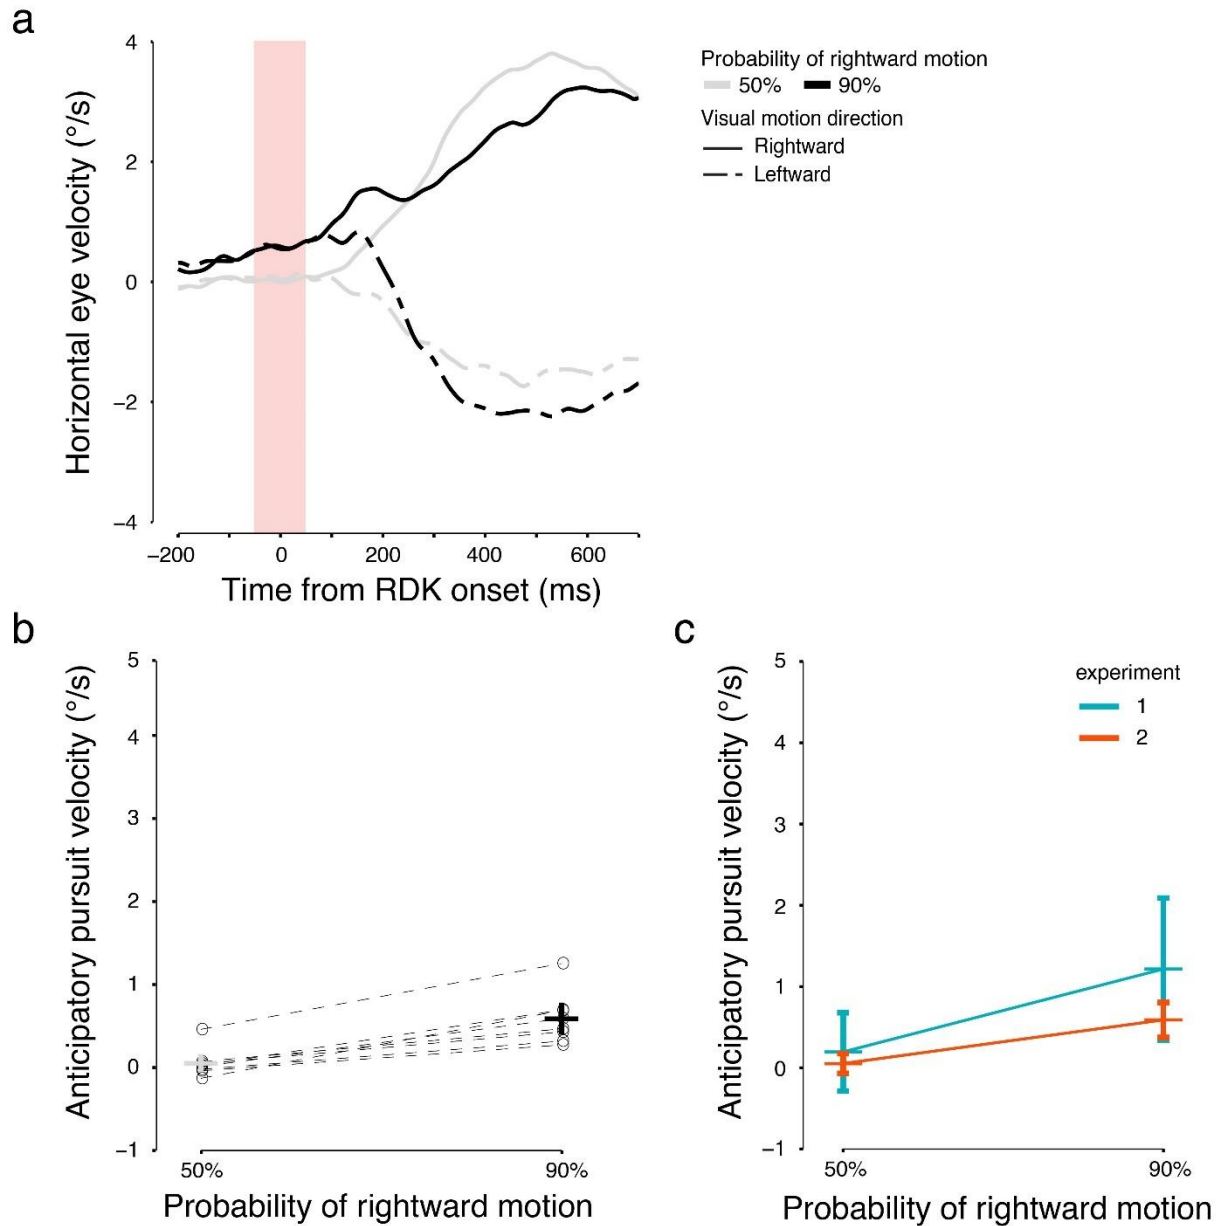 a
Horizontal eye velocity (°/s)
4
2
0
−2
−4
−200 0 200 400 600
Time from RDK onset (ms)
Probability of rightward motion
50% 90%
Visual motion direction
Rightward
Leftward
b
Anticipatory pursuit velocity (°/s)
5
4
3
2
1
0
−1
50% 90%
Probability of rightward motion
c
Anticipatory pursuit velocity (°/s)
5
4
3
2
1
0
−1
50% 90%
Probability of rightward motion
experiment
1
2